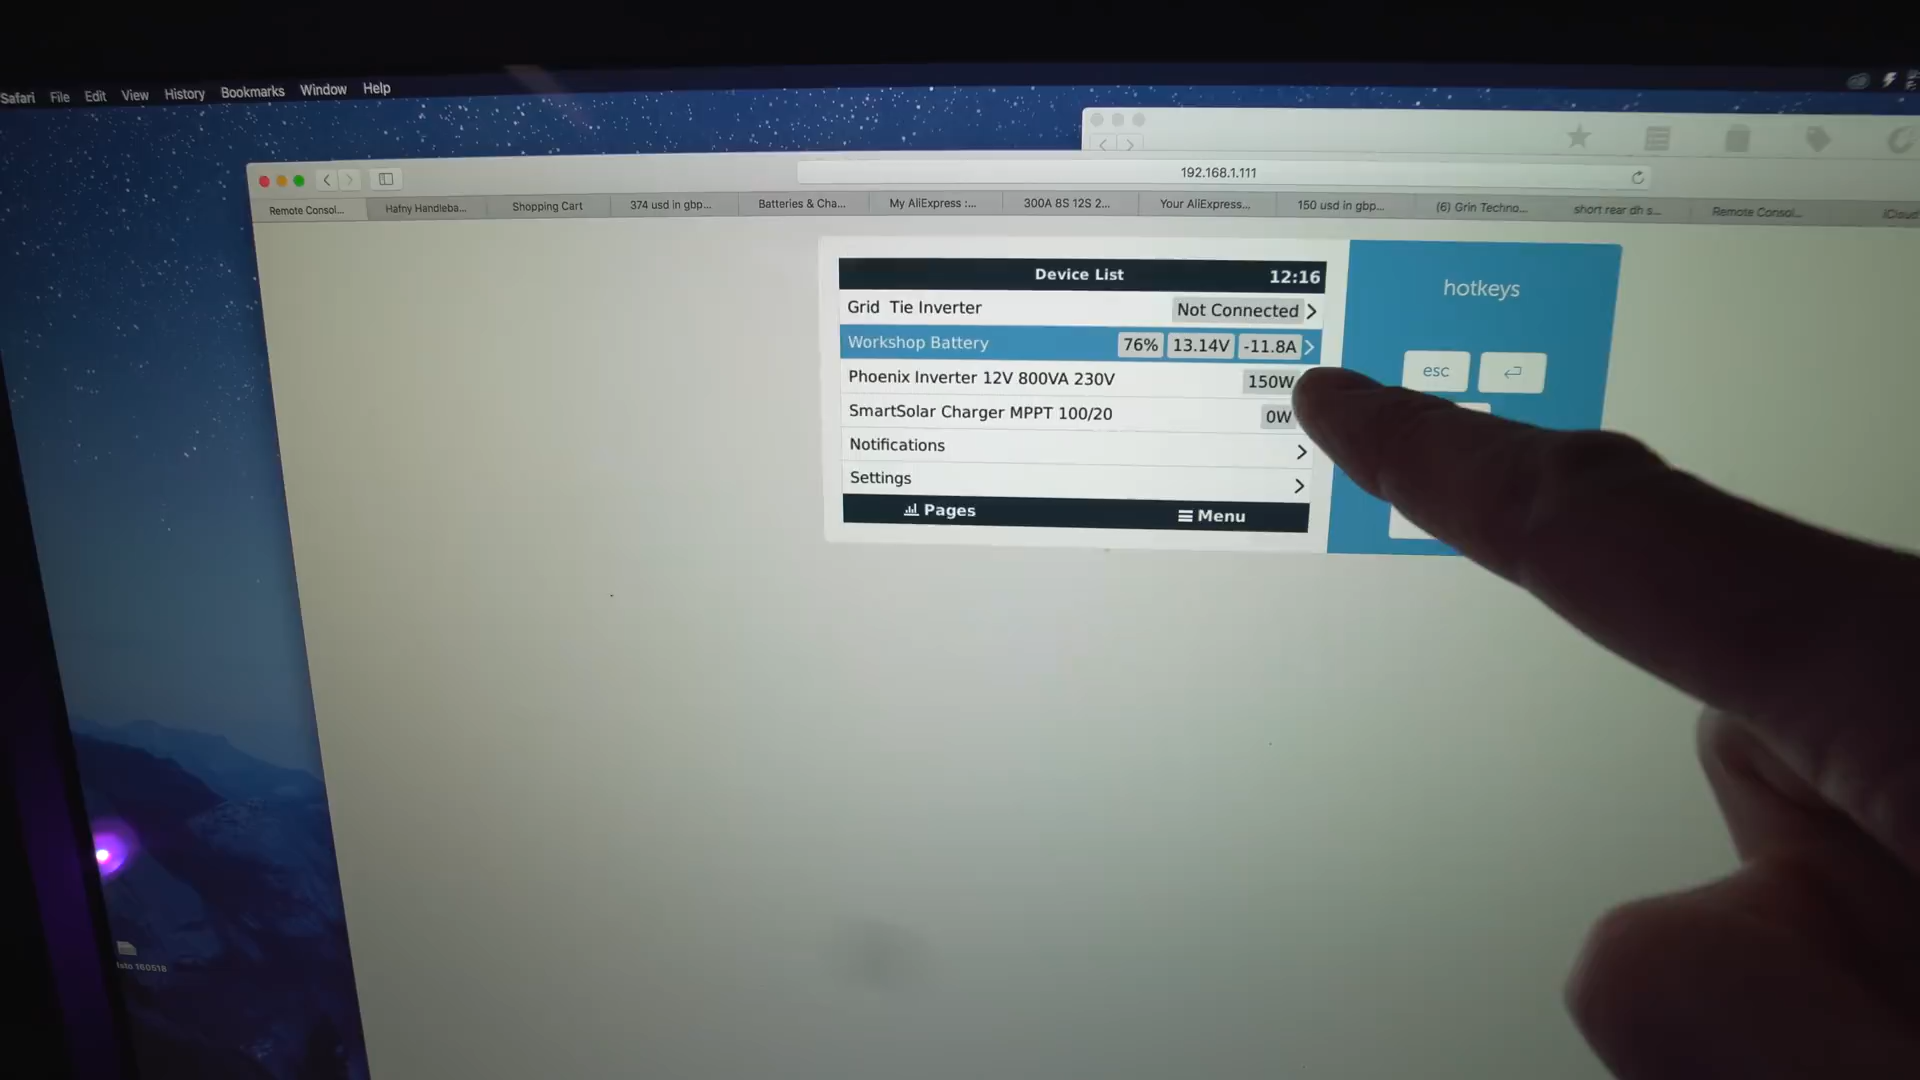 Safari File Edit View History Bookmarks Window Help
192.168.1.111
Remote Consol... Hafny Handleba... Shopping Cart 374 usd in gbp... Batteries & Cha... My AliExpress :... 300A 8S 12S 2... Your AliExpress... 150 usd in gbp... (6) Grin Techno... short rear dh s... Remote Consol... iCloud
Device List 12:16
hotkeys
Grid Tie Inverter Not Connected
Workshop Battery 76% 13.14V -11.8A
esc
Phoenix Inverter 12V 800VA 230V 150W
SmartSolar Charger MPPT 100/20 0W
Notifications
Settings
Pages Menu
160518